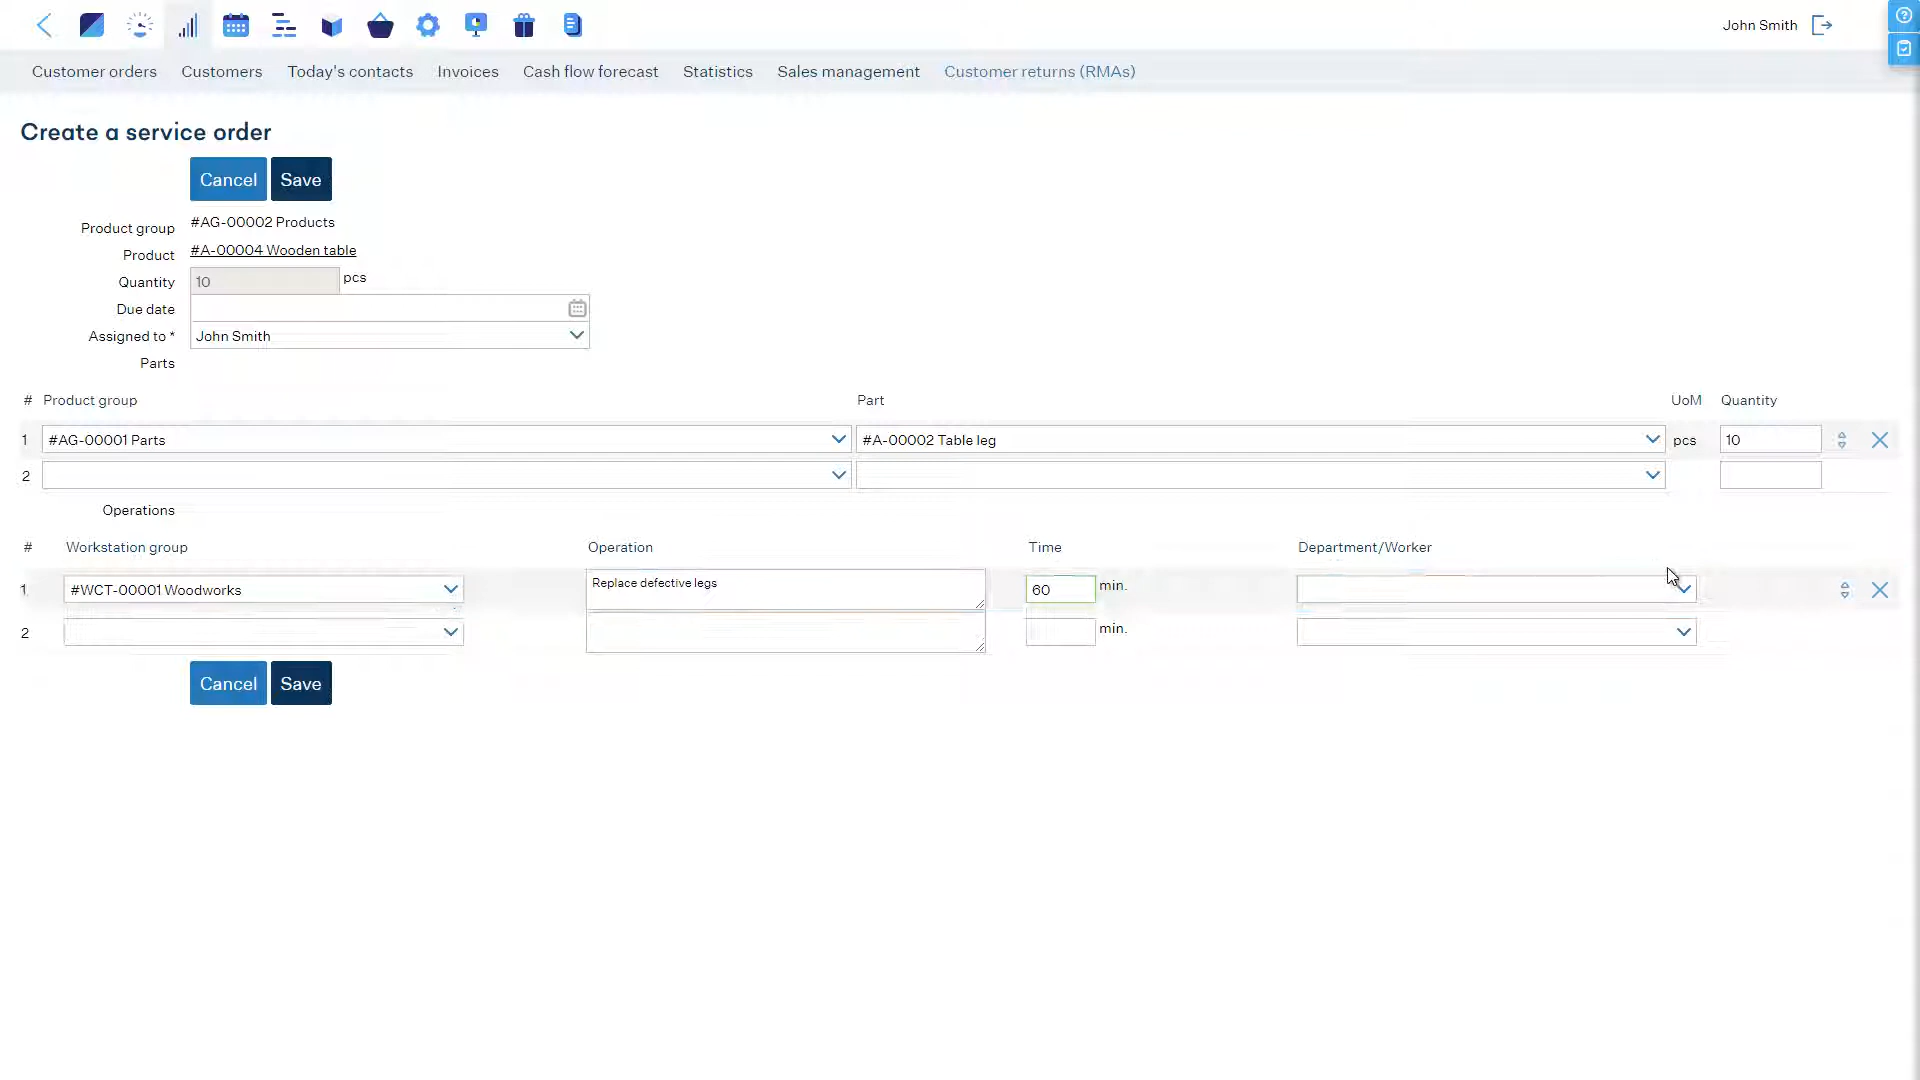 John Smith
Customer orders Customers Today's contacts Invoices Cash flow forecast Statistics Sales management Customer returns (RMAs)
Create a service order
Cancel Save
Product group #AG-00002 Products
Product #A-00004 Wooden table
Quantity 10 pcs
Due date
Assigned to * John Smith
Parts
# Product group Part UoM Quantity
1 #AG-00001 Parts #A-00002 Table leg pcs 10
2
Operations
# Workstation group Operation Time Department/Worker
1 #WCT-00001 Woodworks Replace defective legs 60 min.
2 min.
Cancel Save